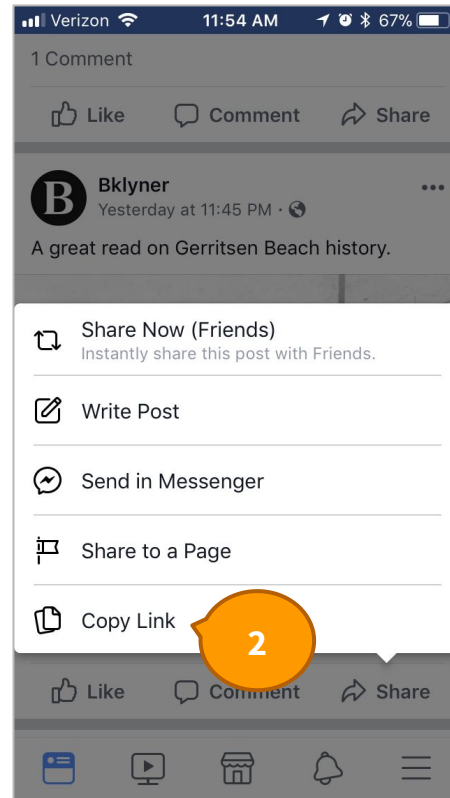 Verizon 11:54 AM 67%
1 Comment
Like Comment Share
B Bklyner
Yesterday at 11:45 PM ·
A great read on Gerritsen Beach history.
Share Now (Friends)
Instantly share this post with Friends.
Write Post
Send in Messenger
Share to a Page
Copy Link
2
Like Comment Share